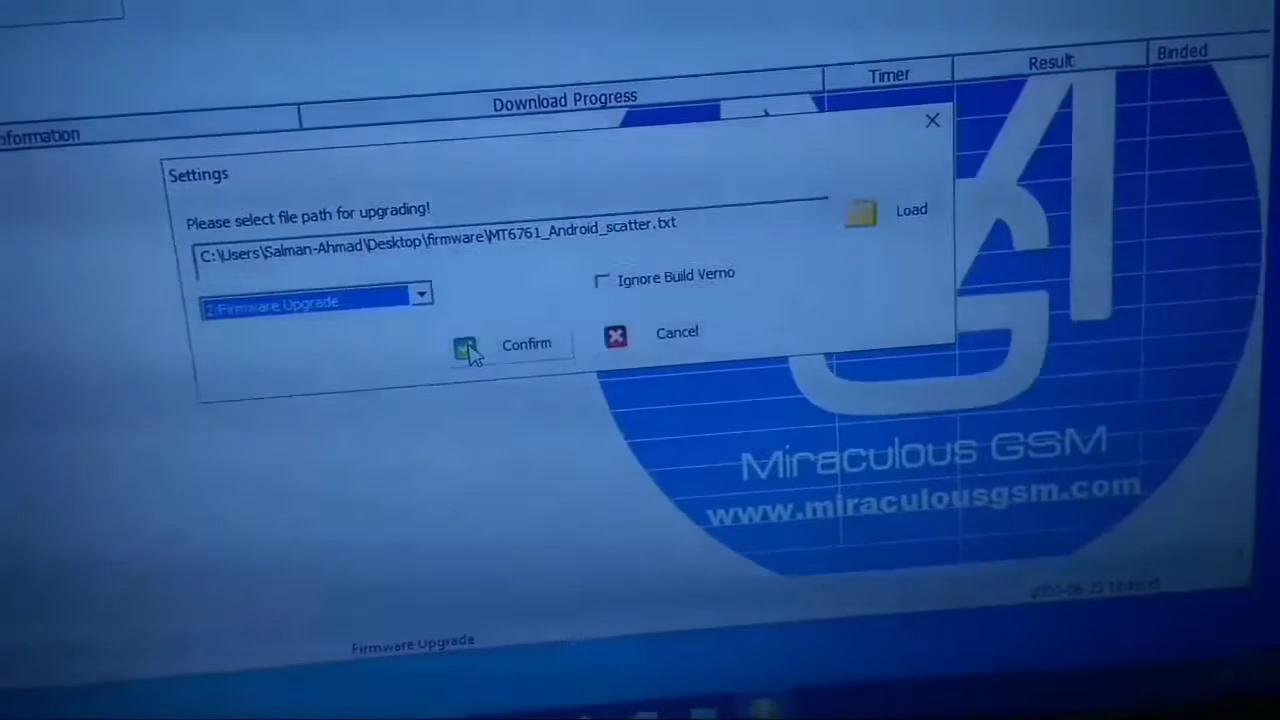 Information
Download Progress
Timer
Result
Binded
Settings
Please select file path for upgrading!
C:\Users\Salman-Ahmad\Desktop\firmware\MT6761_Android_scatter.txt
Load
Firmware Upgrade
Ignore Build Verno
Confirm
Cancel
Miraculous GSM
www.miraculousgsm.com
Firmware Upgrade